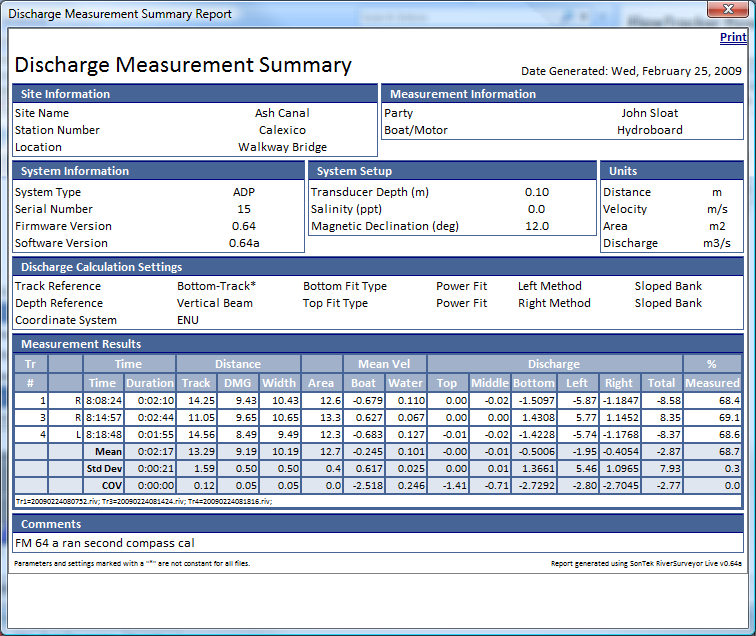 Discharge Measurement Summary Report
Print
Discharge Measurement Summary
Date Generated: Wed, February 25, 2009
Site Information
Site Name Ash Canal
Station Number Calexico
Location Walkway Bridge
Measurement Information
Party John Sloat
Boat/Motor Hydroboard
System Information
System Type ADP
Serial Number 15
Firmware Version 0.64
Software Version 0.64a
System Setup
Transducer Depth (m) 0.10
Salinity (ppt) 0.0
Magnetic Declination (deg) 12.0
Units
Distance m
Velocity m/s
Area m2
Discharge m3/s
Discharge Calculation Settings
Track Reference Bottom-Track* Bottom Fit Type Power Fit Left Method Sloped Bank
Depth Reference Vertical Beam Top Fit Type Power Fit Right Method Sloped Bank
Coordinate System ENU
Measurement Results
Tr Time Distance Mean Vel Discharge %
# Time Duration Track DMG Width Area Boat Water Top Middle Bottom Left Right Total Measured
1 R 8:08:24 0:02:10 14.25 9.43 10.43 12.6 -0.679 0.110 0.00 -0.02 -1.5097 -5.87 -1.1847 -8.58 68.4
3 R 8:14:57 0:02:44 11.05 9.65 10.65 13.3 0.627 0.067 0.00 0.00 1.4308 5.77 1.1452 8.35 69.1
4 L 8:18:48 0:01:55 14.56 8.49 9.49 12.3 -0.683 0.127 -0.01 -0.02 -1.4228 -5.74 -1.1768 -8.37 68.6
Mean 0:02:17 13.29 9.19 10.19 12.7 -0.245 0.101 -0.00 -0.01 -0.5006 -1.95 -0.4054 -2.87 68.7
Std Dev 0:00:21 1.59 0.50 0.50 0.4 0.617 0.025 0.00 0.01 1.3661 5.46 1.0965 7.93 0.3
COV 0:00:00 0.12 0.05 0.05 0.0 -2.518 0.246 -1.41 -0.71 -2.7292 -2.80 -2.7045 -2.77 0.0
Tr1=20090224080752.riv; Tr3=20090224081424.riv; Tr4=20090224081816.riv;
Comments
FM 64 a ran second compass cal
Parameters and settings marked with a "*" are not constant for all files.
Report generated using SonTek RiverSurveyor Live v0.64a